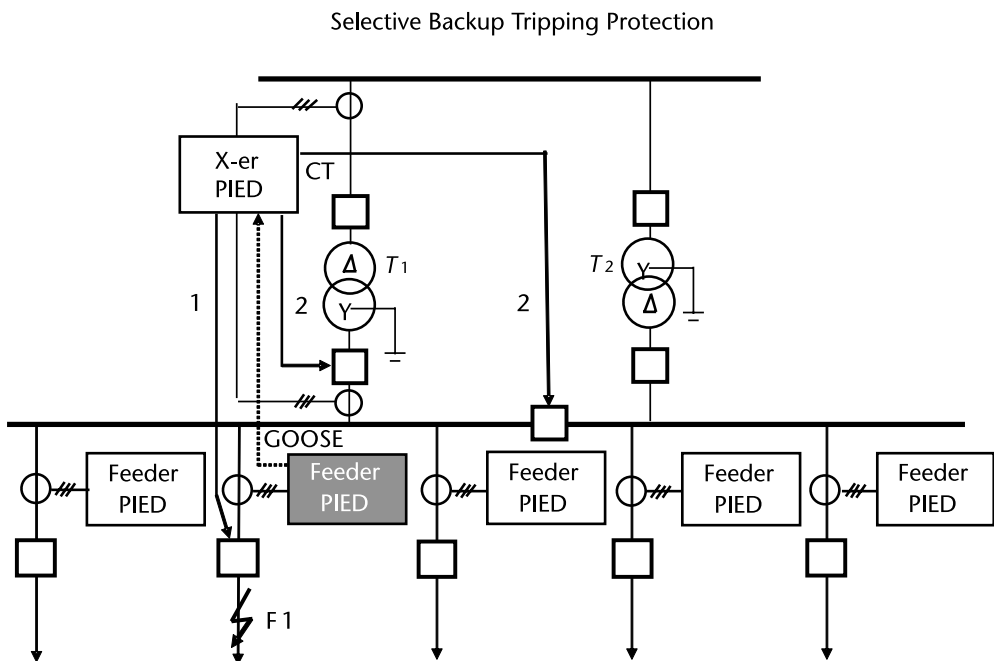 Selective Backup Tripping Protection
X-er
PIED
CT
Δ
T1
Y
T2
Y
Δ
1
2
2
GOOSE
Feeder
PIED
Feeder
PIED
Feeder
PIED
Feeder
PIED
Feeder
PIED
F1